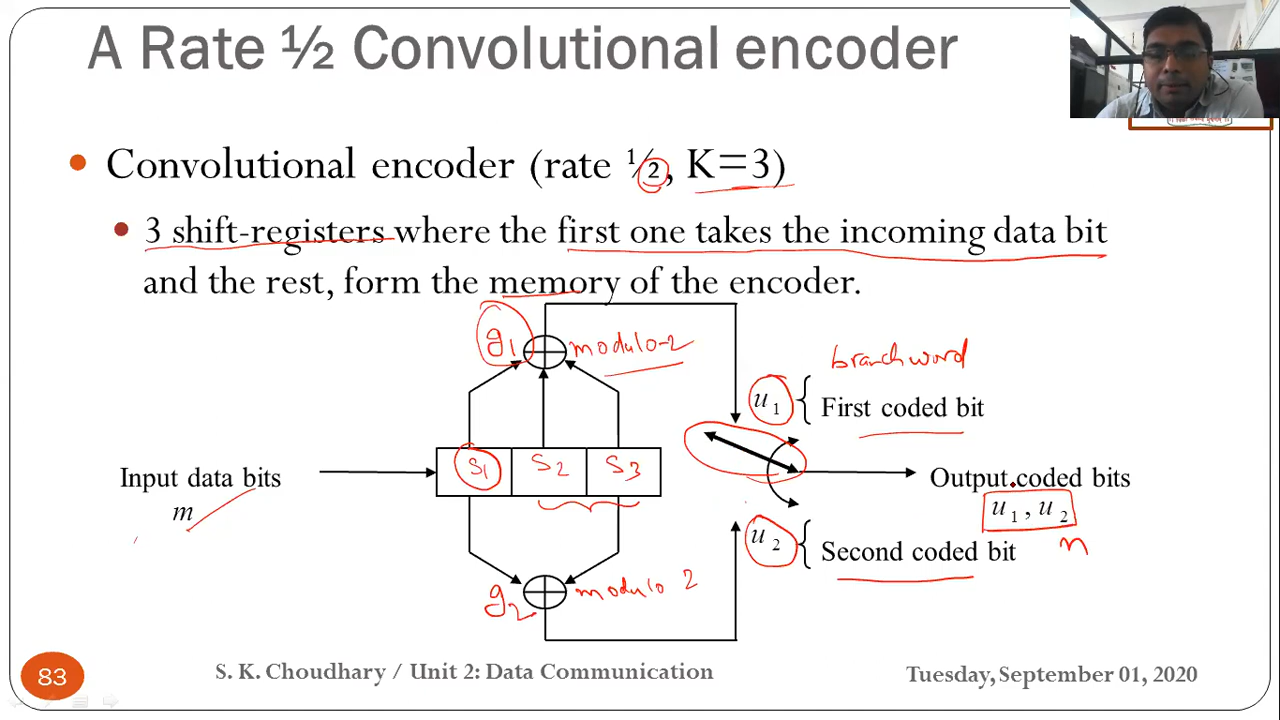 A Rate ½ Convolutional encoder
Convolutional encoder (rate ½, K=3)
3 shift-registers where the first one takes the incoming data bit
and the rest, form the memory of the encoder.
g1 modulo-2
branchword
u1 { First coded bit
Input data bits
m
S1 S2 S3
Output coded bits
u1 , u2
n
u2 { Second coded bit
g2 modulo 2
83
S. K. Choudhary / Unit 2: Data Communication
Tuesday, September 01, 2020